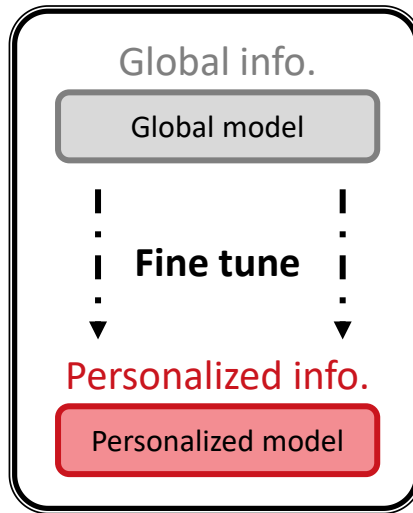 Global info.
Global model
Fine tune
Personalized info.
Personalized model